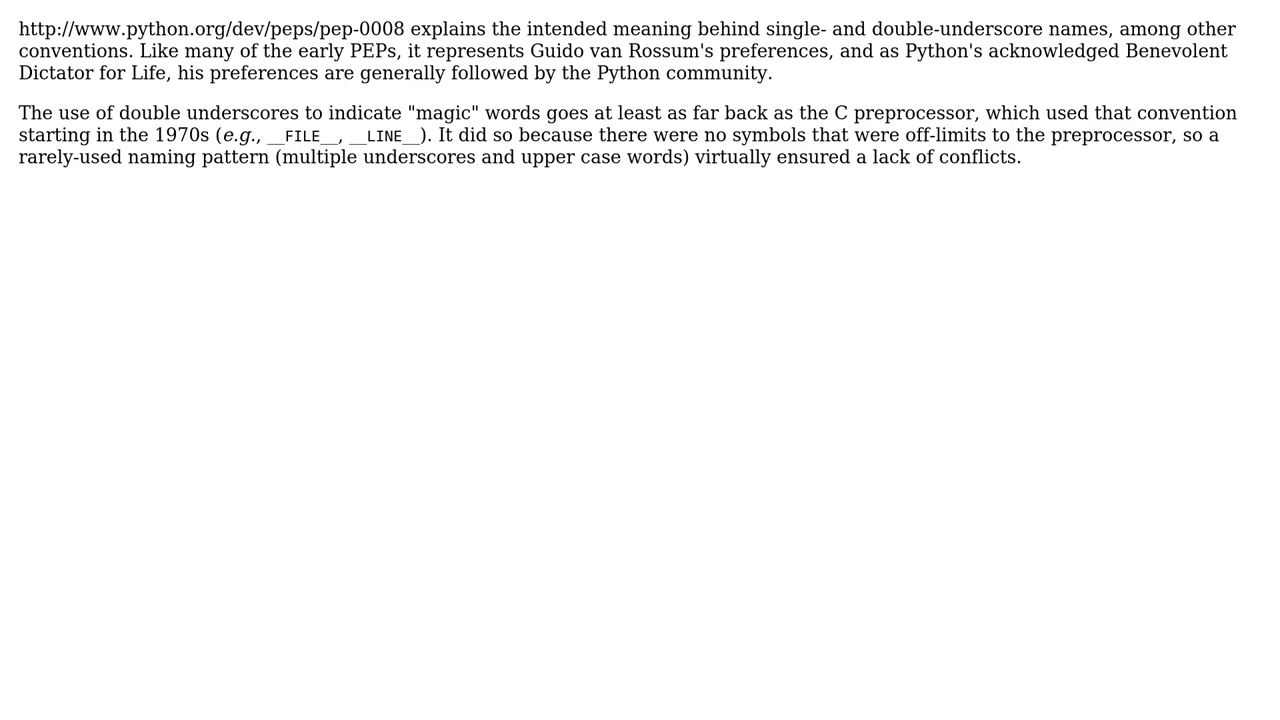 http://www.python.org/dev/peps/pep-0008 explains the intended meaning behind single- and double-underscore names, among other
conventions. Like many of the early PEPs, it represents Guido van Rossum's preferences, and as Python's acknowledged Benevolent
Dictator for Life, his preferences are generally followed by the Python community.
The use of double underscores to indicate "magic" words goes at least as far back as the C preprocessor, which used that convention
starting in the 1970s (e.g., __FILE__, __LINE__). It did so because there were no symbols that were off-limits to the preprocessor, so a
rarely-used naming pattern (multiple underscores and upper case words) virtually ensured a lack of conflicts.